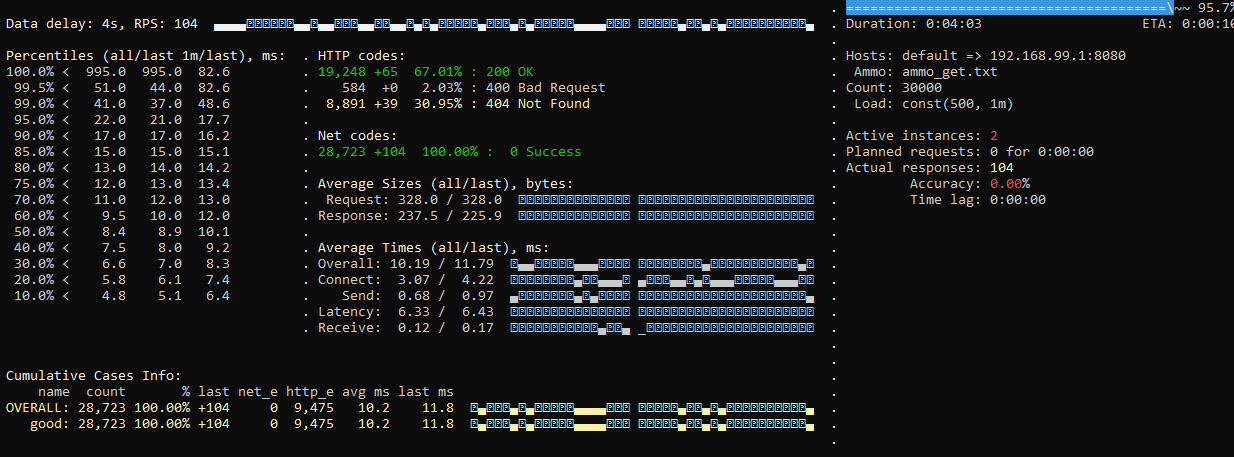 Data delay: 4s, RPS: 104
Percentiles (all/last 1m/last), ms:
100.0% < 995.0 995.0 82.6
99.5% < 51.0 44.0 82.6
99.0% < 41.0 37.0 48.6
95.0% < 22.0 21.0 17.7
90.0% < 17.0 17.0 16.2
85.0% < 15.0 15.0 15.1
80.0% < 13.0 14.0 14.2
75.0% < 12.0 13.0 13.4
70.0% < 11.0 12.0 13.0
60.0% < 9.5 10.0 12.0
50.0% < 8.4 8.9 10.1
40.0% < 7.5 8.0 9.2
30.0% < 6.6 7.0 8.3
20.0% < 5.8 6.1 7.4
10.0% < 4.8 5.1 6.4
. HTTP codes:
. 19,248 +65 67.01% : 200 OK
. 584 +0 2.03% : 400 Bad Request
. 8,891 +39 30.95% : 404 Not Found
.
. Net codes:
. 28,723 +104 100.00% : 0 Success
.
. Average Sizes (all/last), bytes:
. Request: 328.0 / 328.0
. Response: 237.5 / 225.9
.
. Average Times (all/last), ms:
. Overall: 10.19 / 11.79
. Connect: 3.07 / 4.22
. Send: 0.68 / 0.97
. Latency: 6.33 / 6.43
. Receive: 0.12 / 0.17
Cumulative Cases Info:
name count % last net_e http_e avg ms last ms
OVERALL: 28,723 100.00% +104 0 9,475 10.2 11.8
good: 28,723 100.00% +104 0 9,475 10.2 11.8
. ========================================\~~ 95.7%
. Duration: 0:04:03 ETA: 0:00:10
.
. Hosts: default => 192.168.99.1:8080
. Ammo: ammo_get.txt
. Count: 30000
. Load: const(500, 1m)
.
. Active instances: 2
. Planned requests: 0 for 0:00:00
. Actual responses: 104
. Accuracy: 0.00%
. Time lag: 0:00:00